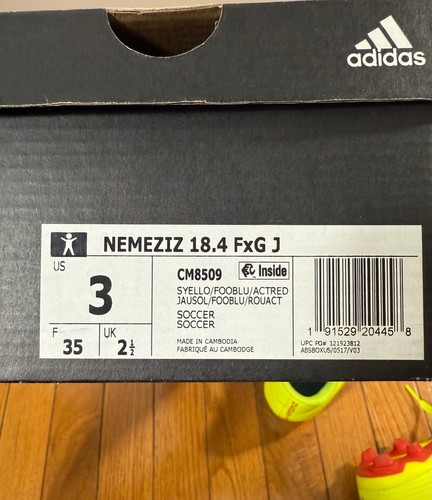 adidas
NEMEZIZ 18.4 FxG J
US
3
F
35
UK
2½
CM8509
Inside
SYELLO/FOOBLU/ACTRED
JAUSOL/FOOBLU/ROUACT
SOCCER
SOCCER
MADE IN CAMBODIA
FABRIQUÉ AU CAMBODGE
1 91529 20445 8
UPC PO# 121923812
ABSBOXUS/0517/V03